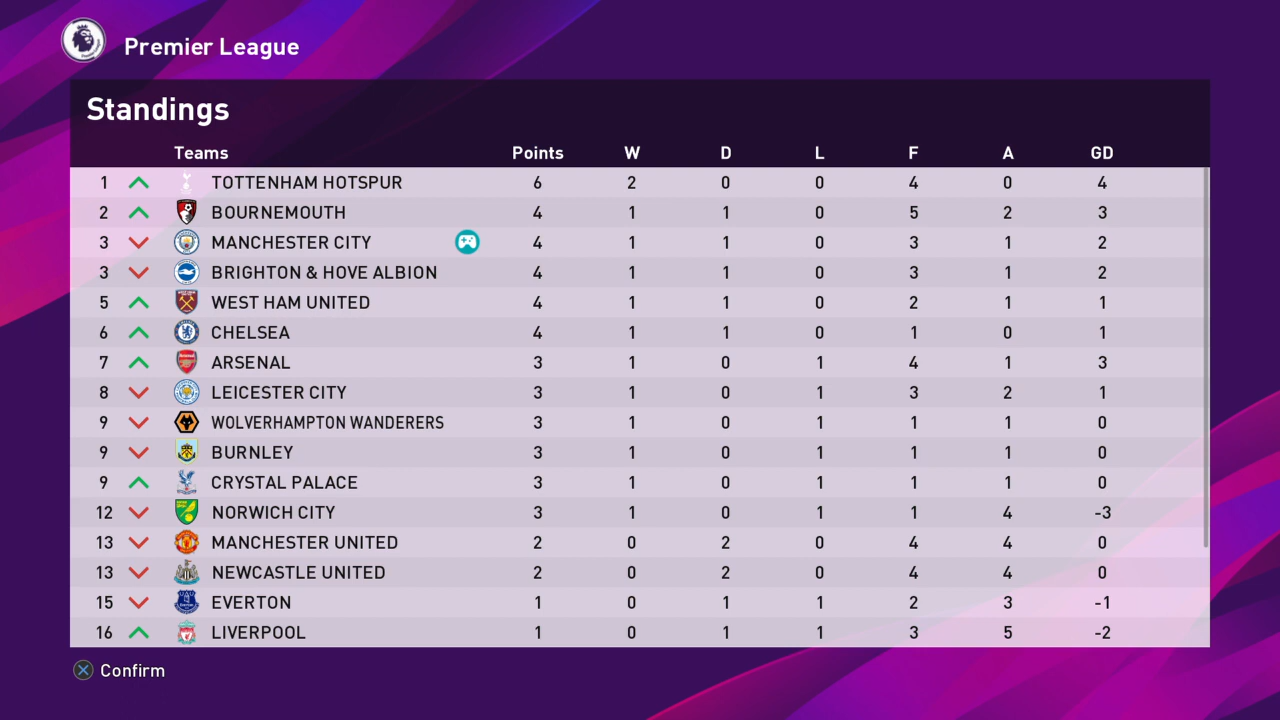 Premier League
Standings
Teams Points W D L F A GD
1 TOTTENHAM HOTSPUR 6 2 0 0 4 0 4
2 BOURNEMOUTH 4 1 1 0 5 2 3
3 MANCHESTER CITY 4 1 1 0 3 1 2
3 BRIGHTON & HOVE ALBION 4 1 1 0 3 1 2
5 WEST HAM UNITED 4 1 1 0 2 1 1
6 CHELSEA 4 1 1 0 1 0 1
7 ARSENAL 3 1 0 1 4 1 3
8 LEICESTER CITY 3 1 0 1 3 2 1
9 WOLVERHAMPTON WANDERERS 3 1 0 1 1 1 0
9 BURNLEY 3 1 0 1 1 1 0
9 CRYSTAL PALACE 3 1 0 1 1 1 0
12 NORWICH CITY 3 1 0 1 1 4 -3
13 MANCHESTER UNITED 2 0 2 0 4 4 0
13 NEWCASTLE UNITED 2 0 2 0 4 4 0
15 EVERTON 1 0 1 1 2 3 -1
16 LIVERPOOL 1 0 1 1 3 5 -2
Confirm